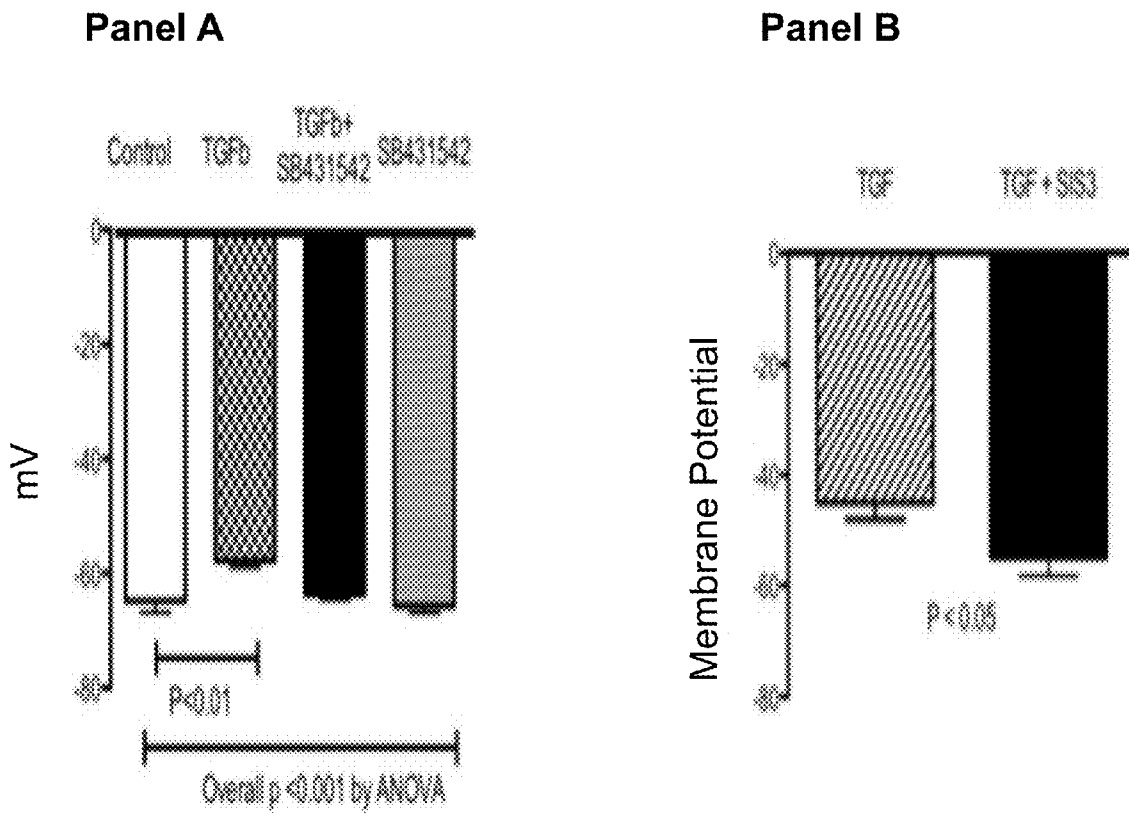 Panel A
Control
TGFb
TGFb+
SB431542
SB431542
0
-20
-40
-60
-80
mV
P<0.01
Overall p <0.001 by ANOVA
Panel B
TGF
TGF + SIS3
0
-20
-40
-60
-80
Membrane Potential
P < 0.05